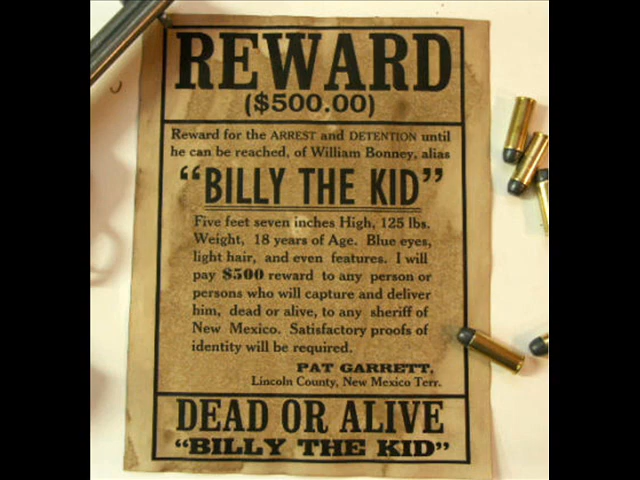 REWARD
($500.00)
Reward for the ARREST and DETENTION until
he can be reached, of William Bonney, alias
“BILLY THE KID”
Five feet seven inches High, 125 lbs.
Weight, 18 years of Age. Blue eyes,
light hair, and even features. I will
pay $500 reward to any person or
persons who will capture and deliver
him, dead or alive, to any sheriff of
New Mexico. Satisfactory proofs of
identity will be required.
PAT GARRETT,
Lincoln County, New Mexico Terr.
DEAD OR ALIVE
“BILLY THE KID”